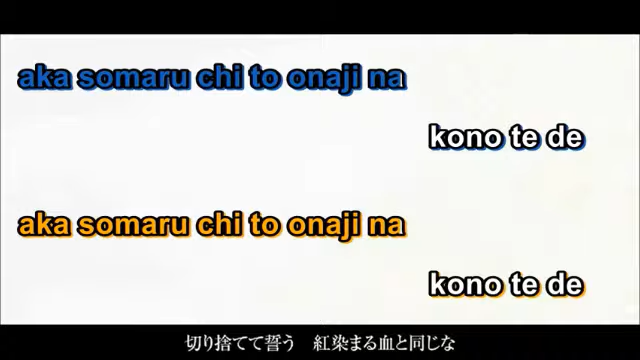 aka somaru chi to onaji na
kono te de
aka somaru chi to onaji na
kono te de
切り捨てて誓う　紅染まる血と同じな